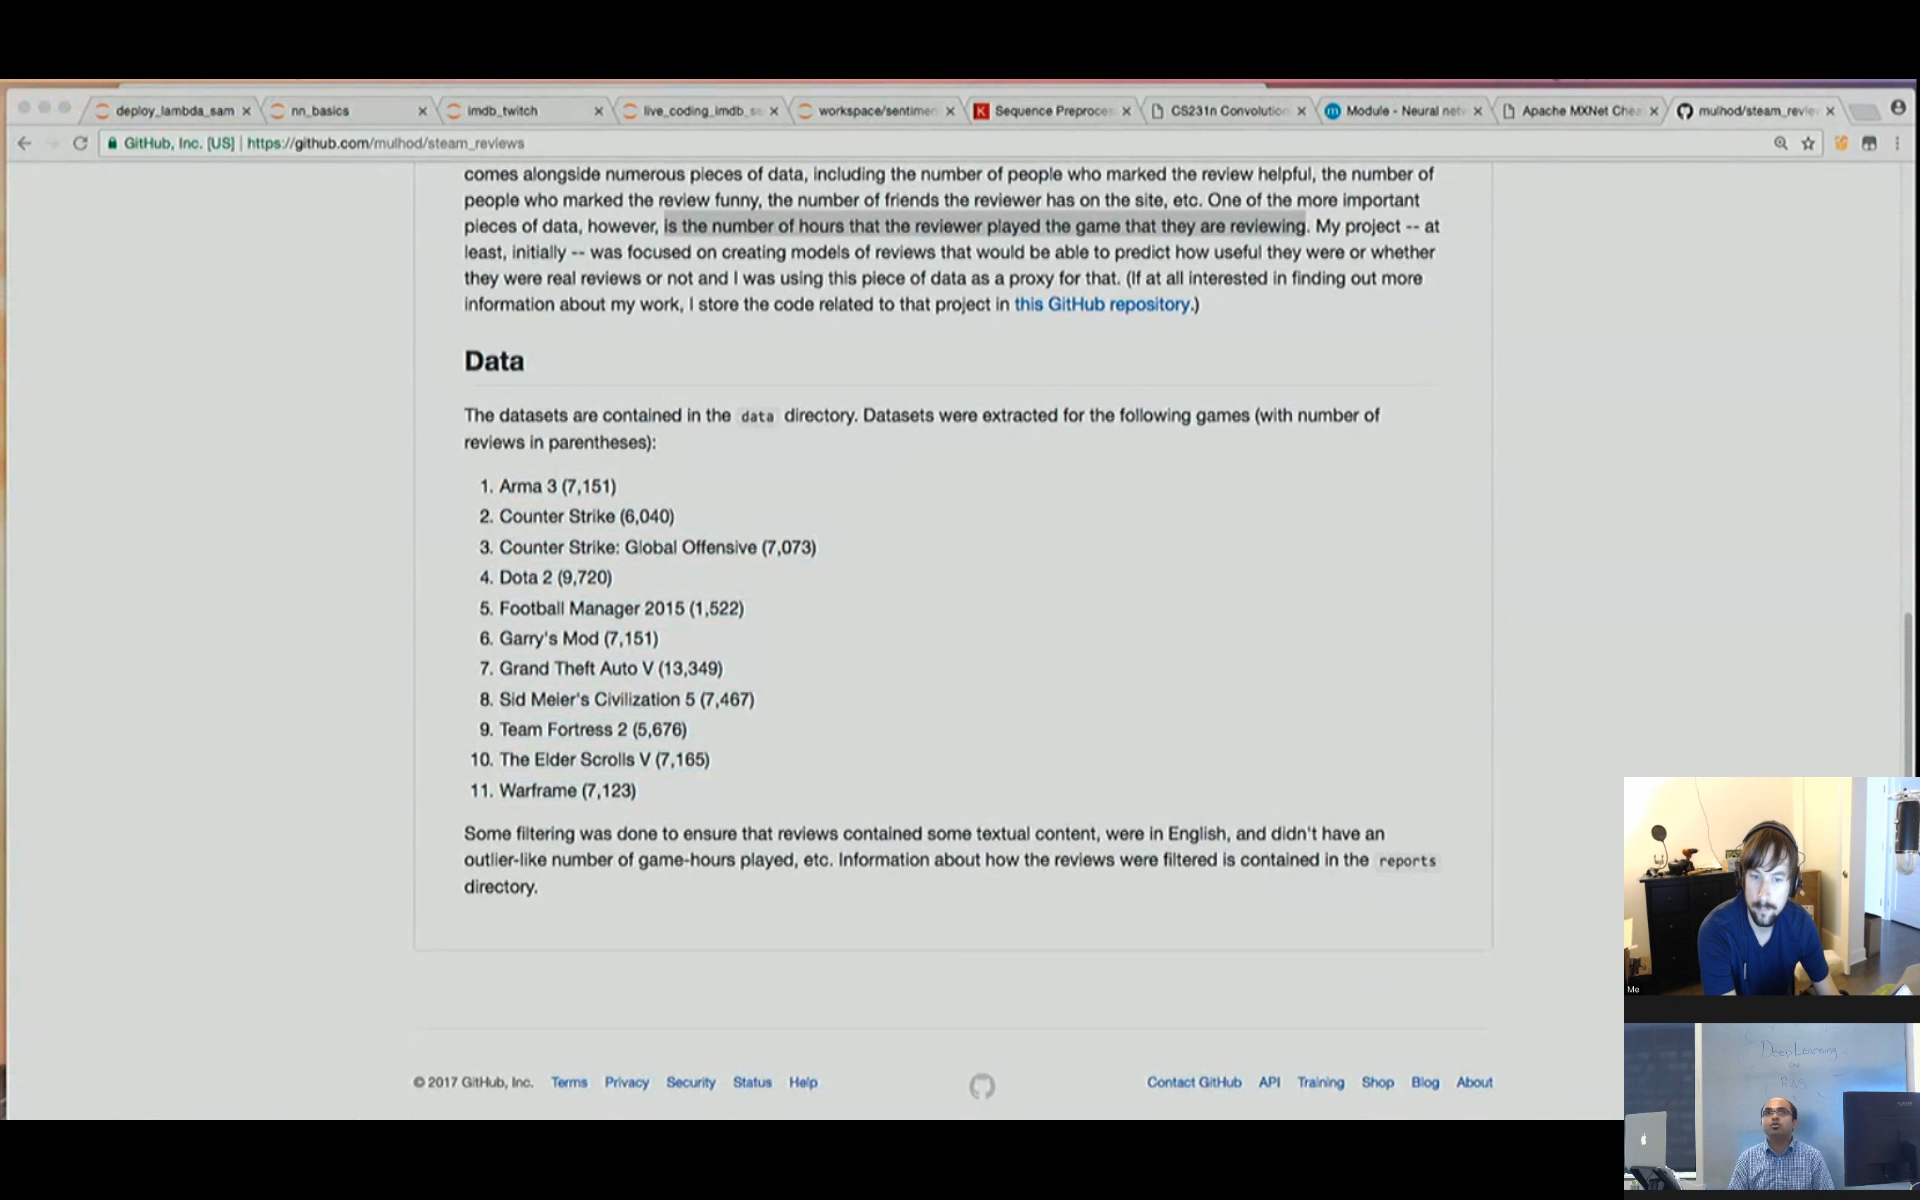 deploy_lambda_sam
nn_basics
imdb_twitch
live_coding_imdb_se
workspace/sentimen
Sequence Preproces
CS231n Convolution
Module - Neural netw
Apache MXNet Chea
mulhod/steam_review
GitHub, Inc. [US] | https://github.com/mulhod/steam_reviews
comes alongside numerous pieces of data, including the number of people who marked the review helpful, the number of
people who marked the review funny, the number of friends the reviewer has on the site, etc. One of the more important
pieces of data, however, is the number of hours that the reviewer played the game that they are reviewing. My project -- at
least, initially -- was focused on creating models of reviews that would be able to predict how useful they were or whether
they were real reviews or not and I was using this piece of data as a proxy for that. (If at all interested in finding out more
information about my work, I store the code related to that project in this GitHub repository.)
Data
The datasets are contained in the data directory. Datasets were extracted for the following games (with number of
reviews in parentheses):
1. Arma 3 (7,151)
2. Counter Strike (6,040)
3. Counter Strike: Global Offensive (7,073)
4. Dota 2 (9,720)
5. Football Manager 2015 (1,522)
6. Garry's Mod (7,151)
7. Grand Theft Auto V (13,349)
8. Sid Meier's Civilization 5 (7,467)
9. Team Fortress 2 (5,676)
10. The Elder Scrolls V (7,165)
11. Warframe (7,123)
Some filtering was done to ensure that reviews contained some textual content, were in English, and didn't have an
outlier-like number of game-hours played, etc. Information about how the reviews were filtered is contained in the reports
directory.
Me
Deep Learning
on
AWS
© 2017 GitHub, Inc. Terms Privacy Security Status Help
Contact GitHub API Training Shop Blog About